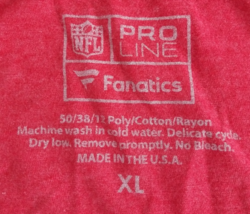 NFL
PRO
LINE
Fanatics
50/38/12 Poly/Cotton/Rayon
Machine wash in cold water. Delicate cycle.
Dry low. Remove promptly. No Bleach.
MADE IN THE U.S.A.
XL